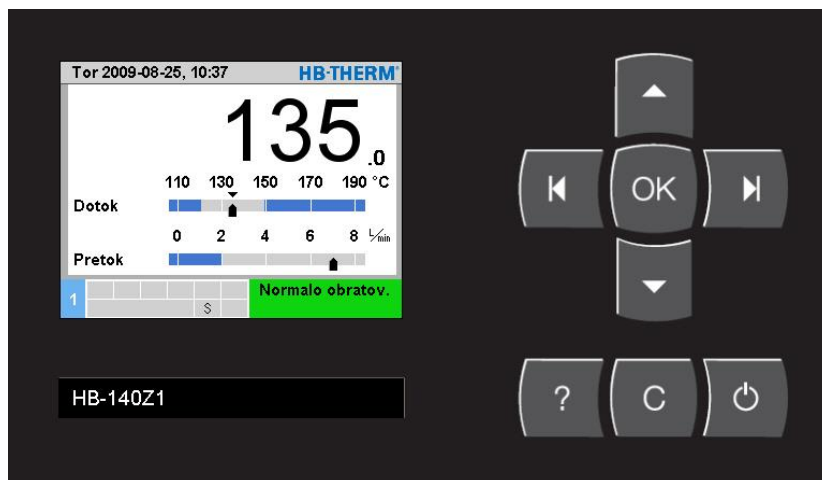 Tor 2009-08-25, 10:37 HB-THERM®
135.0
110 130 150 170 190 °C
Dotok
0 2 4 6 8 L/min
Pretok
1 S Normalo obratov.
HB-140Z1
OK
? C